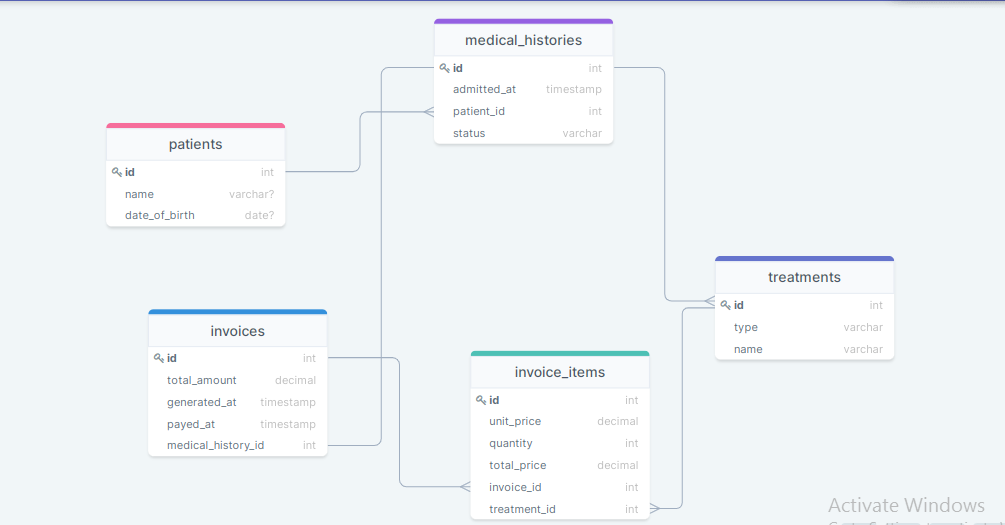 medical_histories
id int
admitted_at timestamp
patient_id int
status varchar
patients
id int
name varchar?
date_of_birth date?
treatments
id int
type varchar
name varchar
invoices
id int
total_amount decimal
generated_at timestamp
payed_at timestamp
medical_history_id int
invoice_items
id int
unit_price decimal
quantity int
total_price decimal
invoice_id int
treatment_id int
Activate Windows